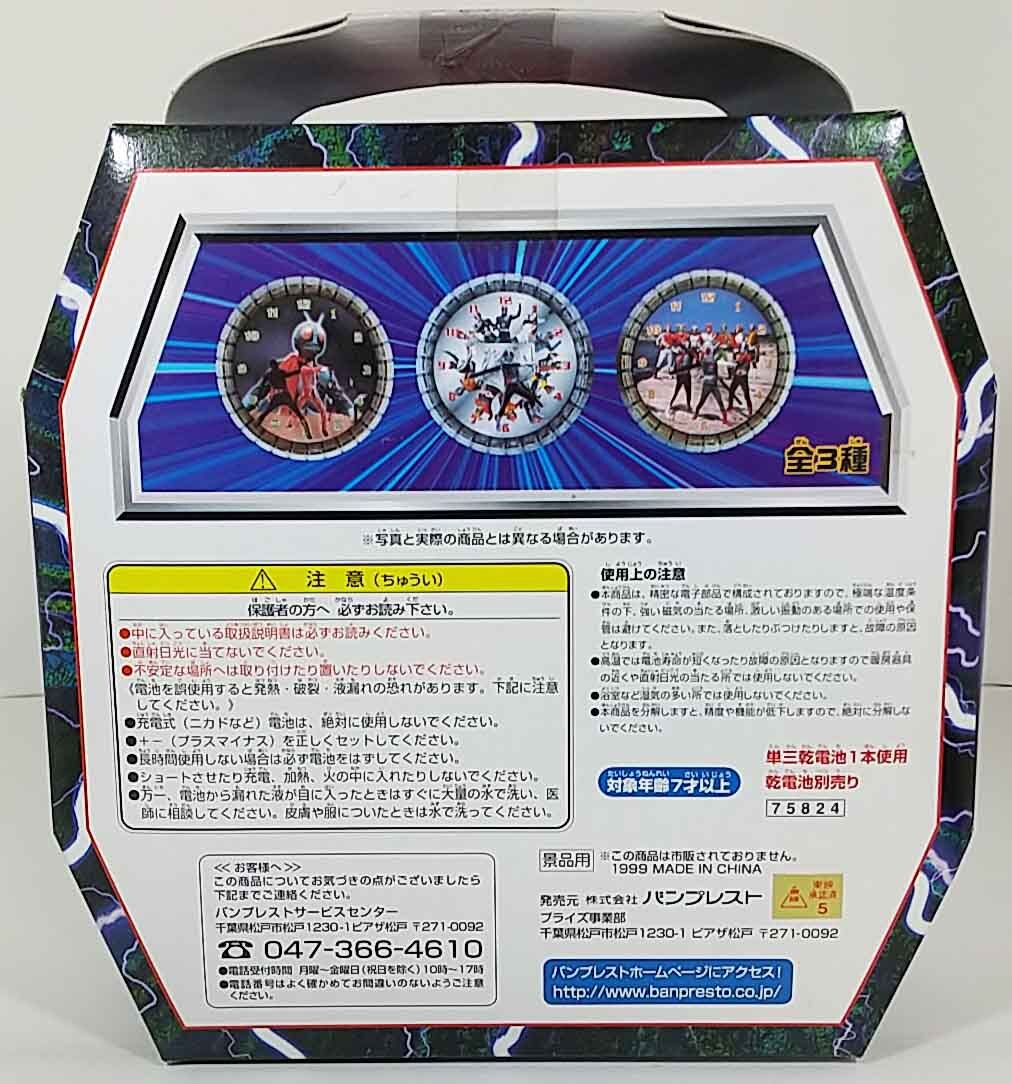 全3種
※写真と実際の商品とは異なる場合があります。
注 意 (ちゅうい)
保護者の方へ 必ずお読み下さい。
●中に入っている取扱説明書は必ずお読みください。
●直射日光に当てないでください。
●不安定な場所へは取り付けたり置いたりしないでください。
《電池を誤使用すると発熱・破裂・液漏れの恐れがあります。下記に注意
してください。》
●充電式（ニカドなど）電池は、絶対に使用しないでください。
●＋－（プラスマイナス）を正しくセットしてください。
●長時間使用しない場合は必ず電池をはずしてください。
●ショートさせたり充電、加熱、火の中に入れたりしないでください。
●万一、電池から漏れた液が目に入ったときはすぐに大量の水で洗い、医
師に相談してください。皮膚や服についたときは水で洗ってください。
使用上の注意
●本商品は、精密な電子部品で構成されておりますので、極端な温度条
件の下、強い磁気の当たる場所、激しい振動のある場所での使用や保
管は避けてください。また、落としたりぶつけたりしますと、故障の原因
となります。
●高温では電池寿命が短くなったり故障の原因となりますので暖房器具
の近くや直射日光の当たる所では使用しないでください。
●浴室など湿気の多い所では使用しないでください。
●本商品を分解しますと、精度や機能が低下しますので、絶対に分解しな
いでください。
対象年齢7才以上
単三乾電池1本使用
乾電池別売り
75824
≪お客様へ≫
この商品についてお気づきの点がございましたら
下記までご連絡ください。
バンプレストサービスセンター
千葉県松戸市松戸1230-1 ピアザ松戸 〒271-0092
☎ 047-366-4610
●電話受付時間 月曜～金曜日（祝日を除く）10時～17時
●電話番号はよく確かめてお間違いのないようご注意
ください。
景品用 ※この商品は市販されておりません。
1999 MADE IN CHINA
発売元 株式会社 バンプレスト
プライズ事業部
千葉県松戸市松戸1230-1 ピアザ松戸 〒271-0092
東映
承認済
5
バンプレストホームページにアクセス!
http://www.banpresto.co.jp/